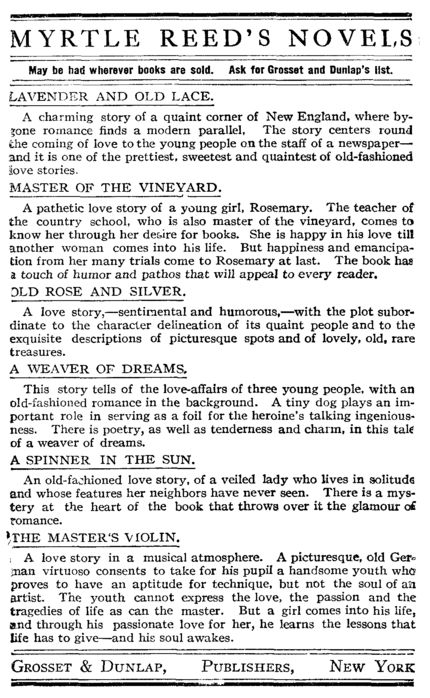 MYRTLE REED'S NOVELS
May be had wherever books are sold. Ask for Grosset and Dunlap's list.
LAVENDER AND OLD LACE.
A charming story of a quaint corner of New England, where by-
gone romance finds a modern parallel. The story centers round
the coming of love to the young people on the staff of a newspaper—
and it is one of the prettiest, sweetest and quaintest of old-fashioned
love stories.
MASTER OF THE VINEYARD.
A pathetic love story of a young girl, Rosemary. The teacher of
the country school, who is also master of the vineyard, comes to
know her through her desire for books. She is happy in his love till
another woman comes into his life. But happiness and emancipa-
tion from her many trials come to Rosemary at last. The book has
a touch of humor and pathos that will appeal to every reader.
OLD ROSE AND SILVER.
A love story,—sentimental and humorous,—with the plot subor-
dinate to the character delineation of its quaint people and to the
exquisite descriptions of picturesque spots and of lovely, old, rare
treasures.
A WEAVER OF DREAMS.
This story tells of the love-affairs of three young people, with an
old-fashioned romance in the background. A tiny dog plays an im-
portant role in serving as a foil for the heroine's talking ingenious-
ness. There is poetry, as well as tenderness and charm, in this tale
of a weaver of dreams.
A SPINNER IN THE SUN.
An old-fashioned love story, of a veiled lady who lives in solitude
and whose features her neighbors have never seen. There is a mys-
tery at the heart of the book that throws over it the glamour of
romance.
THE MASTER'S VIOLIN.
A love story in a musical atmosphere. A picturesque, old Ger-
man virtuoso consents to take for his pupil a handsome youth who
proves to have an aptitude for technique, but not the soul of an
artist. The youth cannot express the love, the passion and the
tragedies of life as can the master. But a girl comes into his life,
and through his passionate love for her, he learns the lessons that
life has to give—and his soul awakes.
GROSSET & DUNLAP, PUBLISHERS, NEW YORK